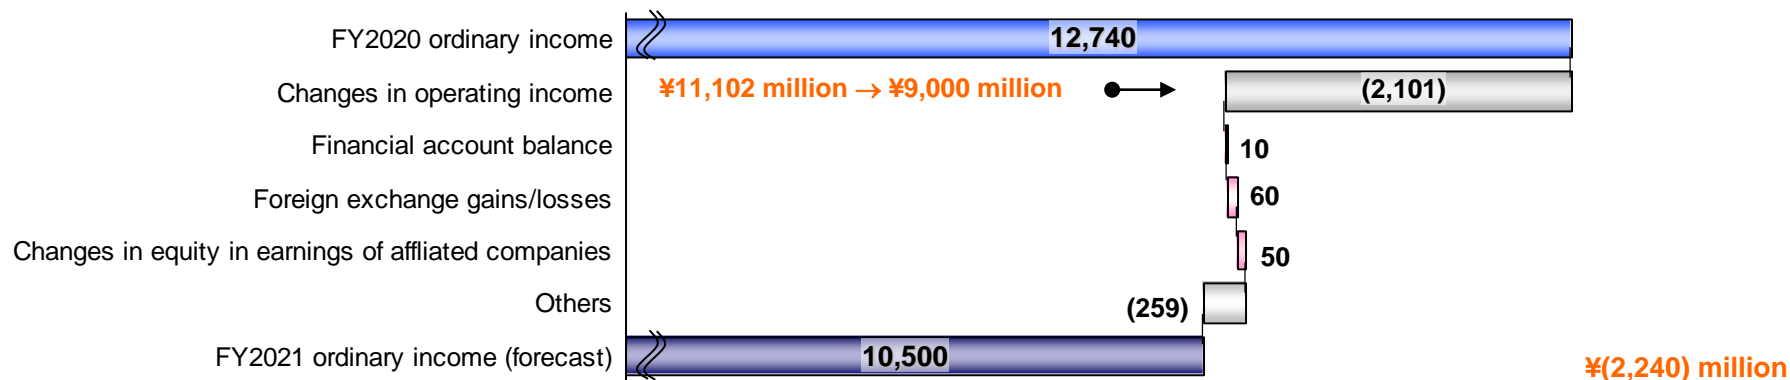 FY2020 ordinary income 12,740
Changes in operating income ¥11,102 million → ¥9,000 million (2,101)
Financial account balance 10
Foreign exchange gains/losses 60
Changes in equity in earnings of affliated companies 50
Others (259)
FY2021 ordinary income (forecast) 10,500
¥(2,240) million